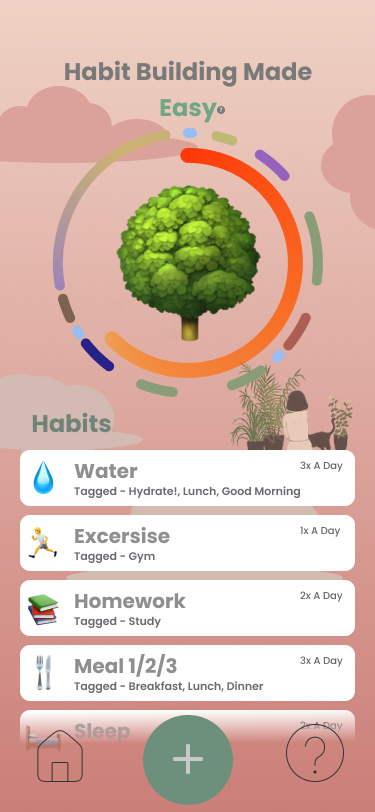 Habit Building Made
Easy?
Habits
Water
3x A Day
Tagged - Hydrate!, Lunch, Good Morning
Excersise
1x A Day
Tagged - Gym
Homework
2x A Day
Tagged - Study
Meal 1/2/3
3x A Day
Tagged - Breakfast, Lunch, Dinner
Sleep
2x A Day
+
?